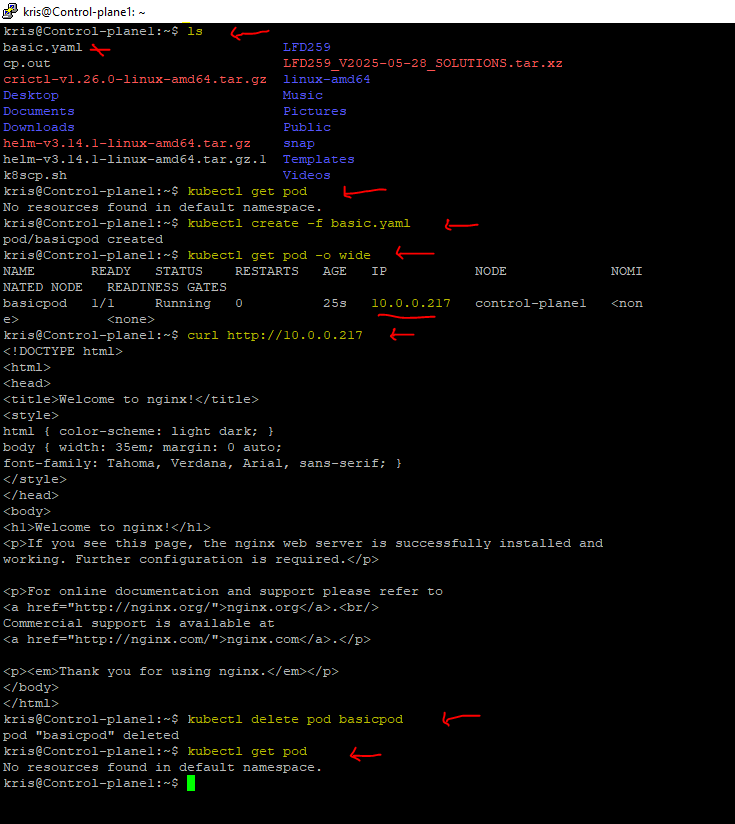 kris@Control-plane1: ~
kris@Control-plane1:~$ ls
basic.yaml LFD259
cp.out LFD259_V2025-05-28_SOLUTIONS.tar.xz
crictl-v1.26.0-linux-amd64.tar.gz linux-amd64
Desktop Music
Documents Pictures
Downloads Public
helm-v3.14.1-linux-amd64.tar.gz snap
helm-v3.14.1-linux-amd64.tar.gz.1 Templates
k8scp.sh Videos
kris@Control-plane1:~$ kubectl get pod
No resources found in default namespace.
kris@Control-plane1:~$ kubectl create -f basic.yaml
pod/basicpod created
kris@Control-plane1:~$ kubectl get pod -o wide
NAME READY STATUS RESTARTS AGE IP NODE NOMI
NATED NODE READINESS GATES
basicpod 1/1 Running 0 25s 10.0.0.217 control-plane1 <non
e> <none>
kris@Control-plane1:~$ curl http://10.0.0.217
<!DOCTYPE html>
<html>
<head>
<title>Welcome to nginx!</title>
<style>
html { color-scheme: light dark; }
body { width: 35em; margin: 0 auto;
font-family: Tahoma, Verdana, Arial, sans-serif; }
</style>
</head>
<body>
<h1>Welcome to nginx!</h1>
<p>If you see this page, the nginx web server is successfully installed and
working. Further configuration is required.</p>
<p>For online documentation and support please refer to
<a href="http://nginx.org/">nginx.org</a>.<br/>
Commercial support is available at
<a href="http://nginx.com/">nginx.com</a>.</p>
<p><em>Thank you for using nginx.</em></p>
</body>
</html>
kris@Control-plane1:~$ kubectl delete pod basicpod
pod "basicpod" deleted
kris@Control-plane1:~$ kubectl get pod
No resources found in default namespace.
kris@Control-plane1:~$